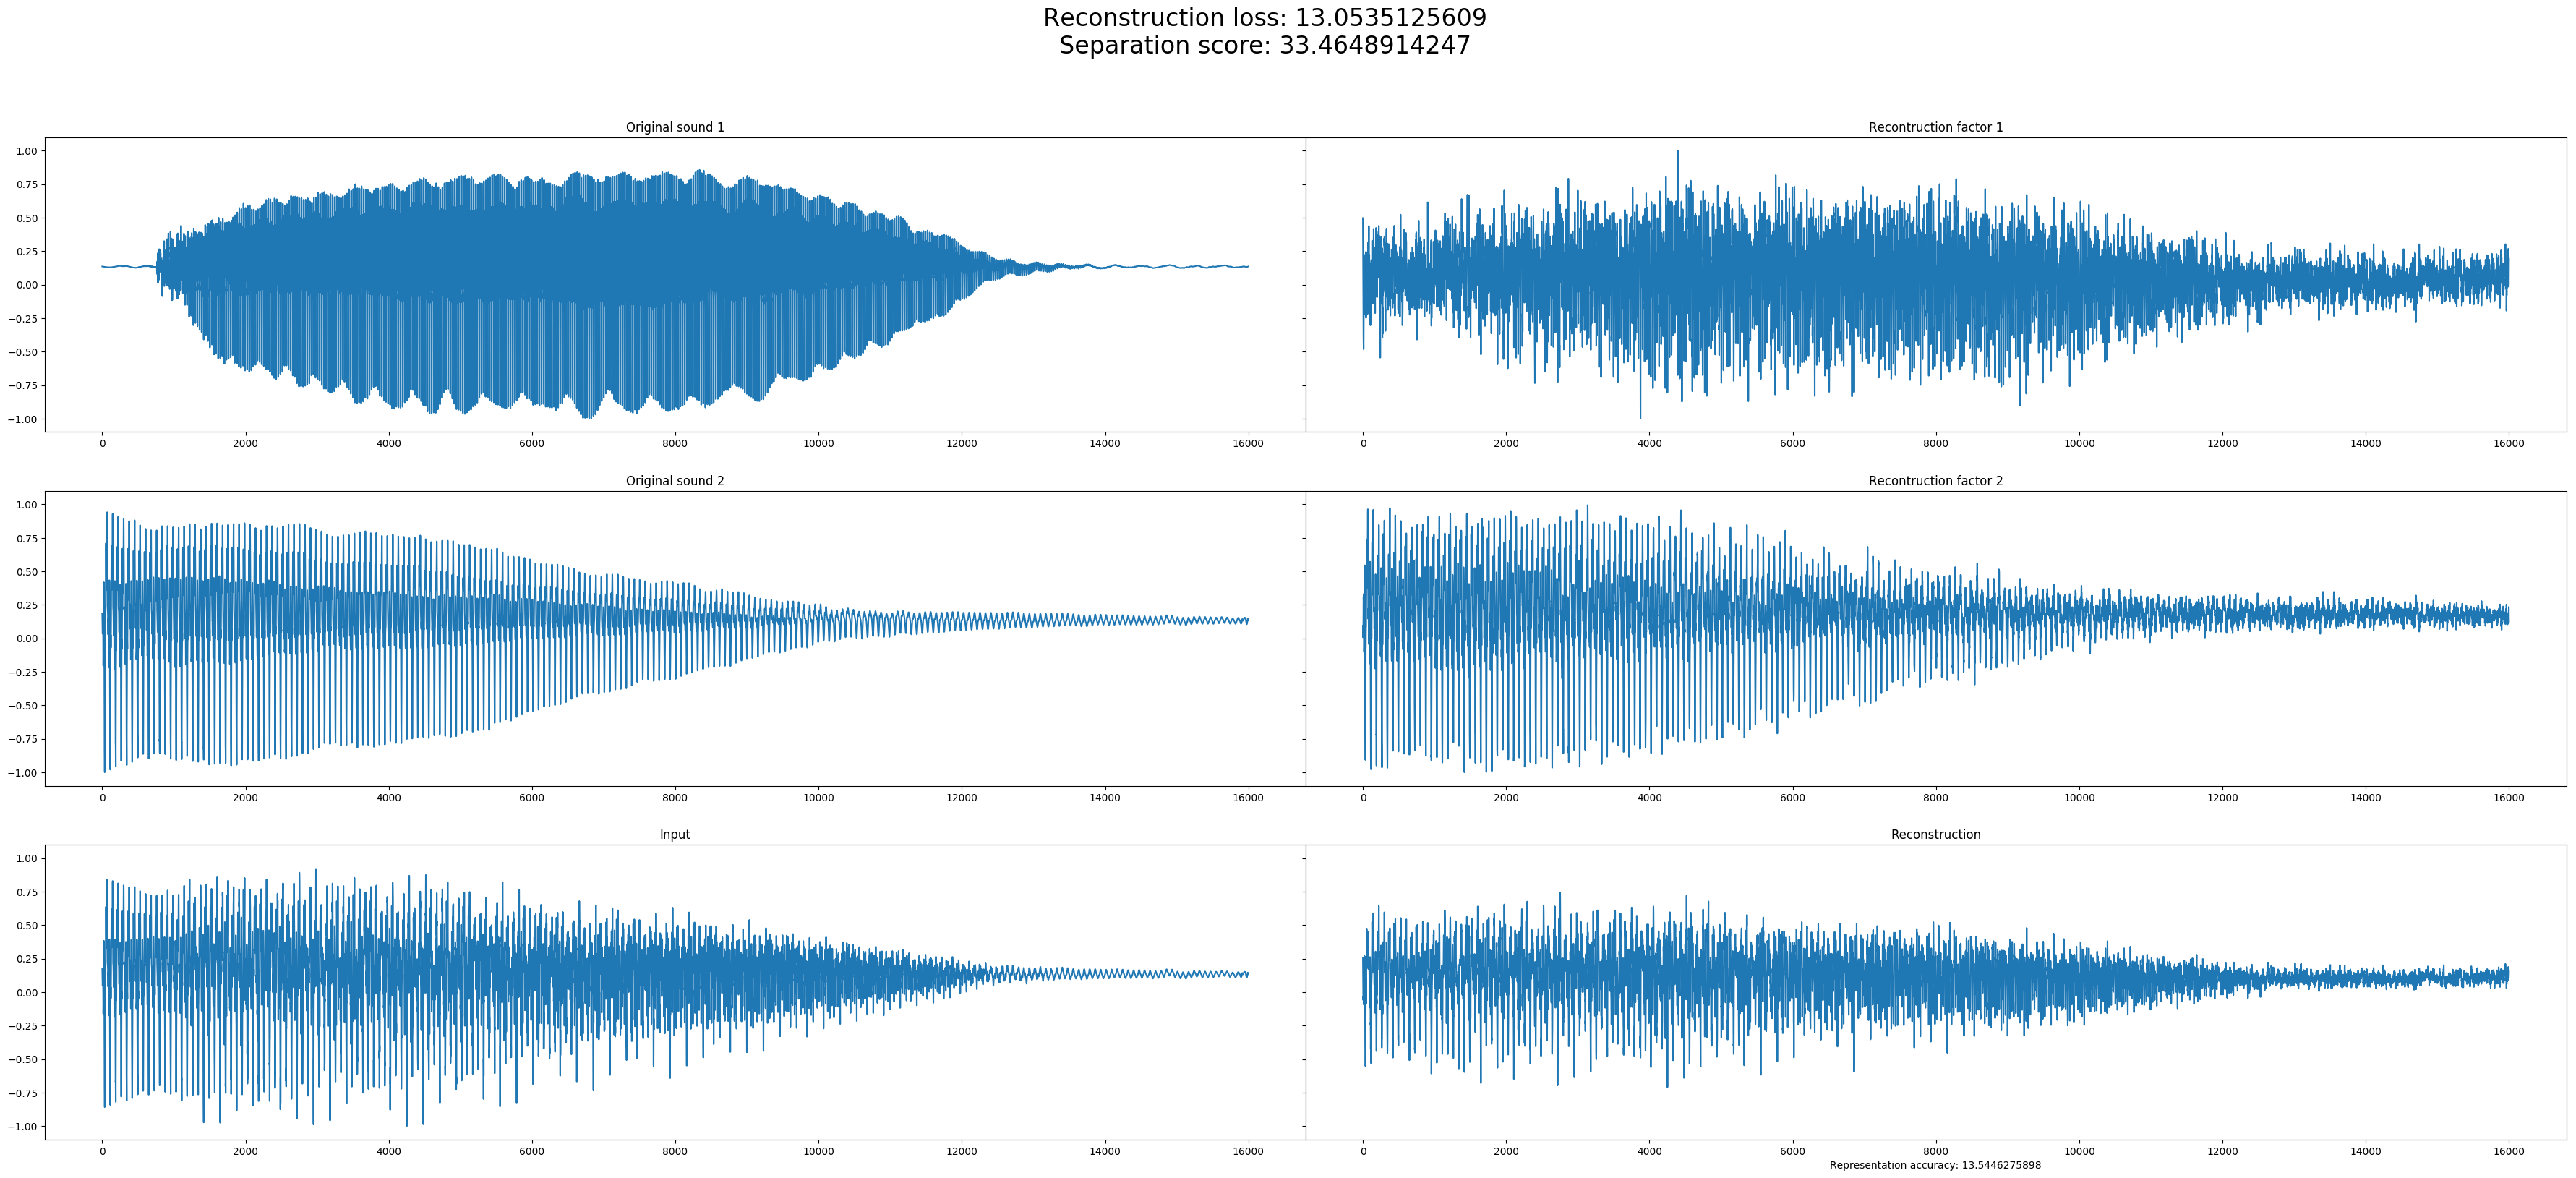 Reconstruction loss: 13.0535125609
Separation score: 33.4648914247
Original sound 1
Recontruction factor 1
1.00
0.75
0.50
0.25
0.00
−0.25
−0.50
−0.75
−1.00
0 2000 4000 6000 8000 10000 12000 14000 16000
0 2000 4000 6000 8000 10000 12000 14000 16000
Original sound 2
Reconstruction factor 2
1.00
0.75
0.50
0.25
0.00
−0.25
−0.50
−0.75
−1.00
0 2000 4000 6000 8000 10000 12000 14000 16000
0 2000 4000 6000 8000 10000 12000 14000 16000
Input
Reconstruction
1.00
0.75
0.50
0.25
0.00
−0.25
−0.50
−0.75
−1.00
0 2000 4000 6000 8000 10000 12000 14000 16000
0 2000 4000 6000 8000 10000 12000 14000 16000
Representation accuracy: 13.5446275898